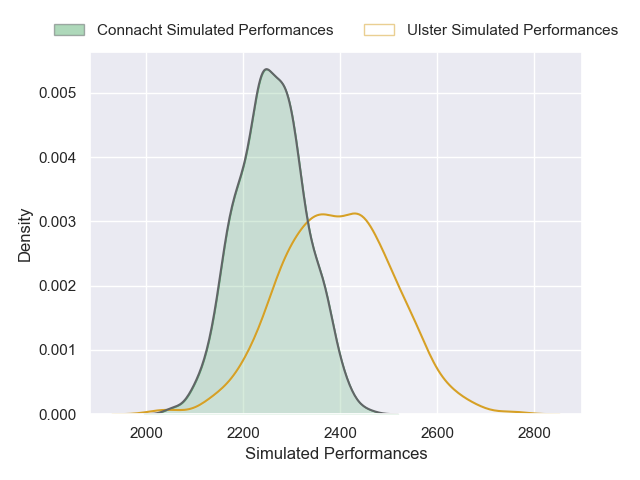 Connacht Simulated Performances Ulster Simulated Performances
0.005
0.004
0.003
0.002
0.001
0.000
Density
2000 2200 2400 2600 2800
Simulated Performances